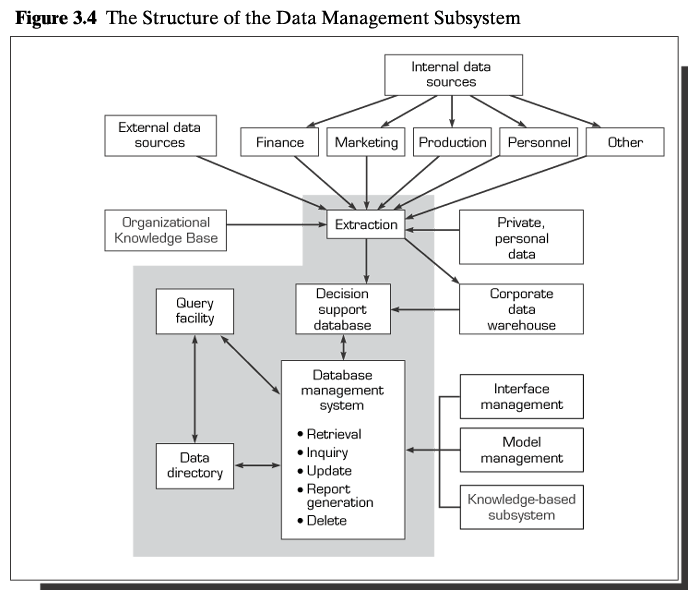 Figure 3.4 The Structure of the Data Management Subsystem
Internal data
sources
External data
sources
Finance
Marketing
Production
Personnel
Other
Organizational
Knowledge Base
Extraction
Private,
personal
data
Query
facility
Decision
support
database
Corporate
data
warehouse
Database
management
system
• Retrieval
• Inquiry
• Update
• Report
generation
• Delete
Data
directory
Interface
management
Model
management
Knowledge-based
subsystem